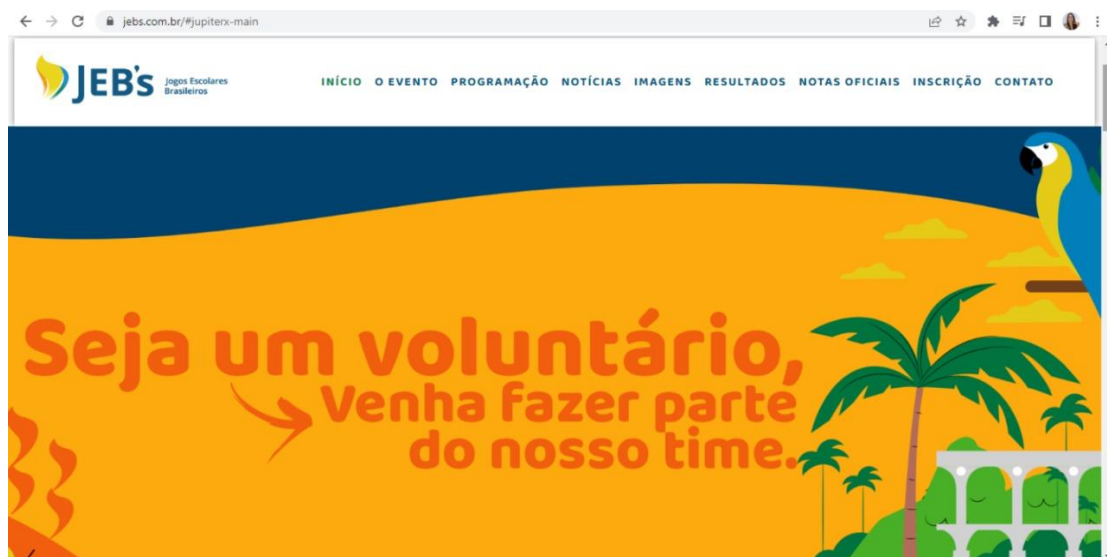 jebs.com.br/#jupiterx-main
JEB's Jogos Escolares
Brasileiros
INÍCIO O EVENTO PROGRAMAÇÃO NOTÍCIAS IMAGENS RESULTADOS NOTAS OFICIAIS INSCRIÇÃO CONTATO
Seja um voluntário,
Venha fazer parte
do nosso time.